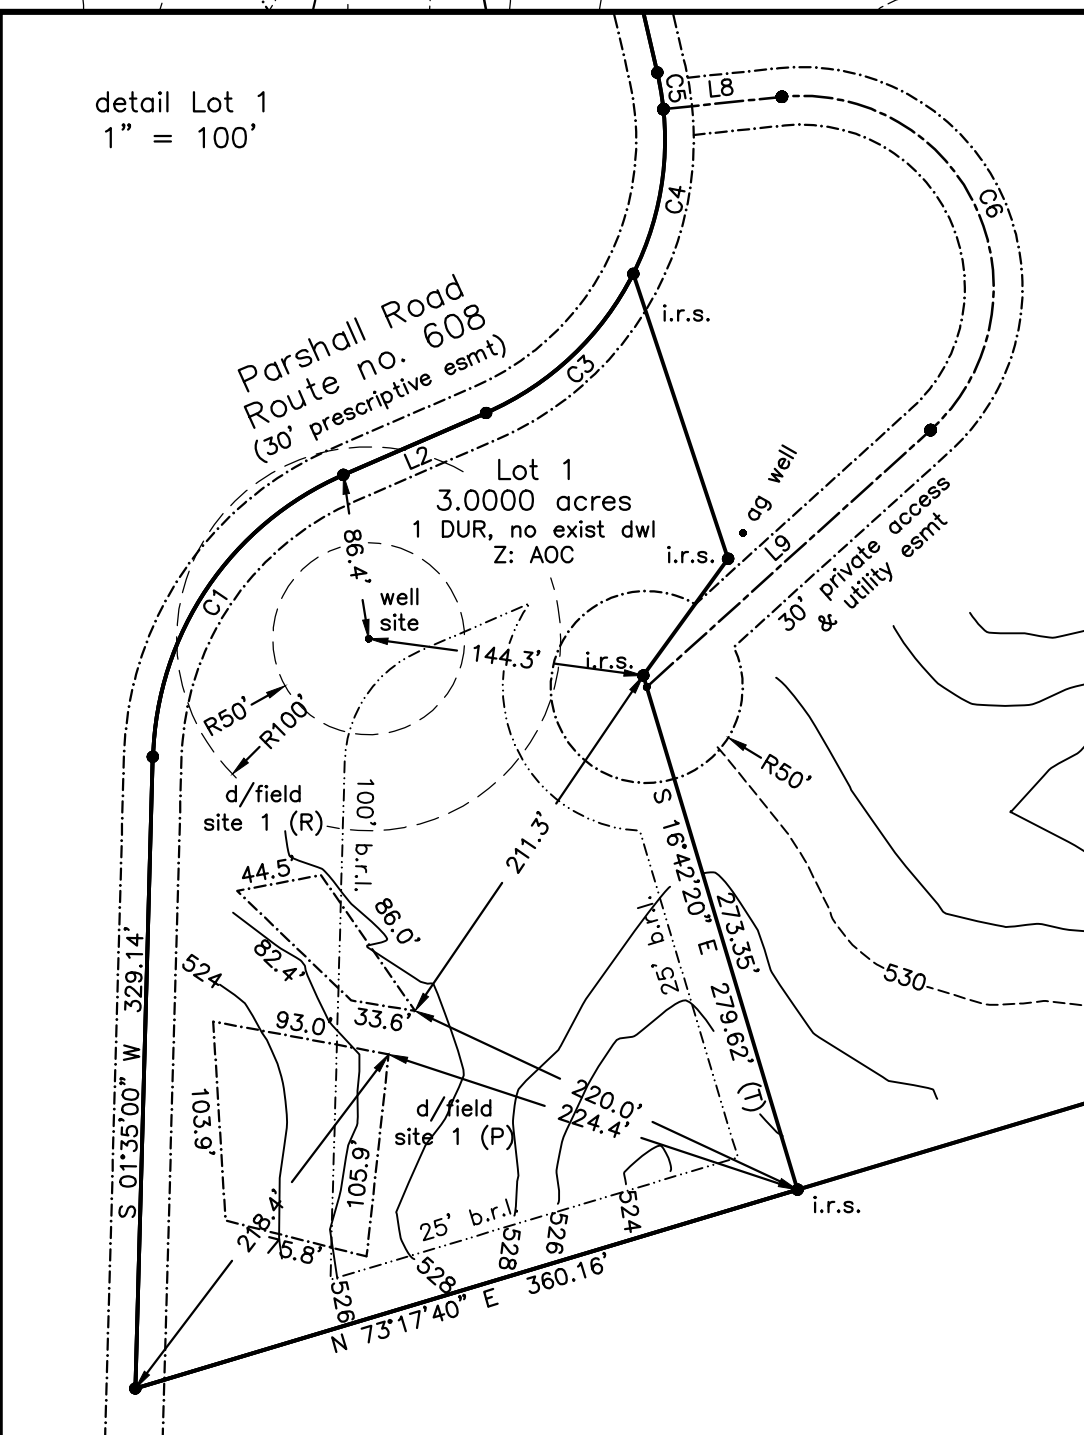 detail Lot 1
1" = 100'
C5
L8
C4
C6
i.r.s.
Parshall Road
Route no. 608
(30' prescriptive esmt)
C3
L2
Lot 1
3.0000 acres
1 DUR, no exist dwl
Z: AOC
ag well
i.r.s.
L9
30' private access
& utility esmt
86.4'
C1
well
site
144.3'
i.r.s.
R50'
R100'
R50'
d/field
site 1 (R)
100' b.r.l.
211.3'
S 16°42'20" E 279.62' (T)
273.35'
25' b.r.l.
44.5'
86.0'
82.4'
524
530
33.6'
93.0'
S 01°35'00" W 329.14'
103.9'
105.9'
d/field
site 1 (P)
220.0'
224.4'
218.4'
75.8'
25' b.r.l.
524
526
528
528
526
i.r.s.
N 73°17'40" E 360.16'